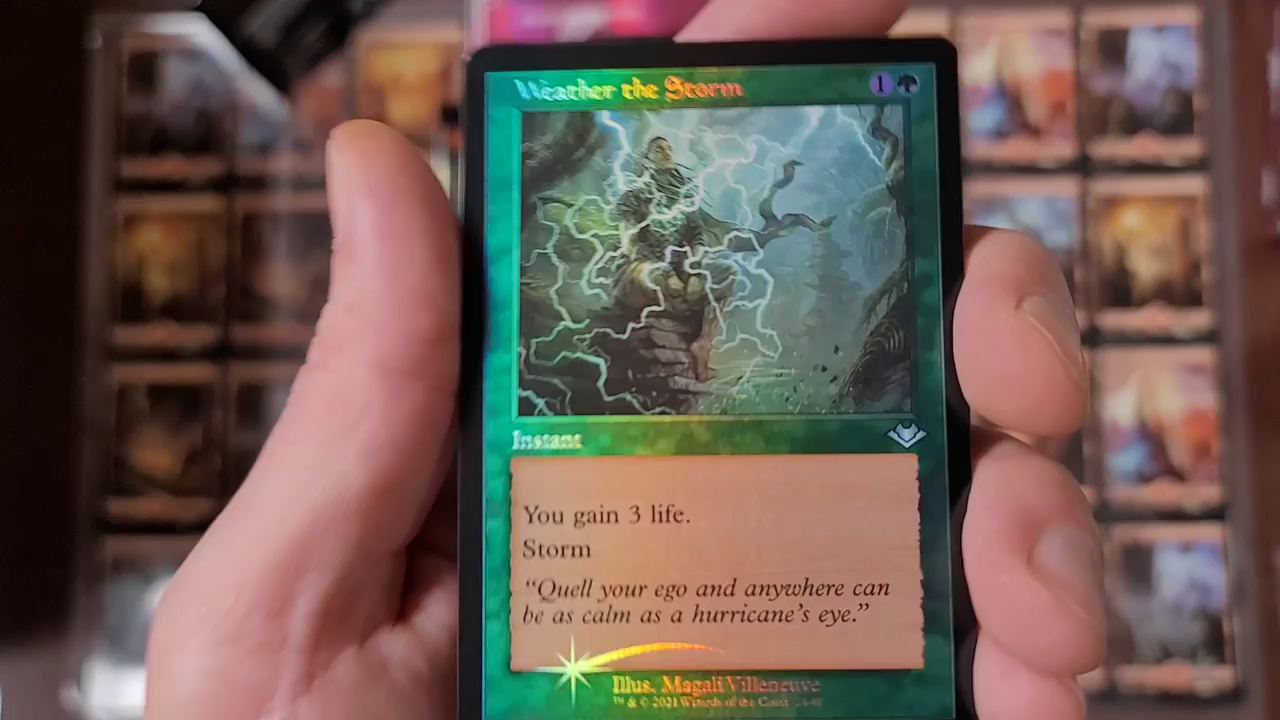 Weather the Storm 1
Instant
You gain 3 life.
Storm
“Quell your ego and anywhere can
be as calm as a hurricane’s eye.”
Illus. Magali Villeneuve
™ & © 2021 Wizards of the Coast